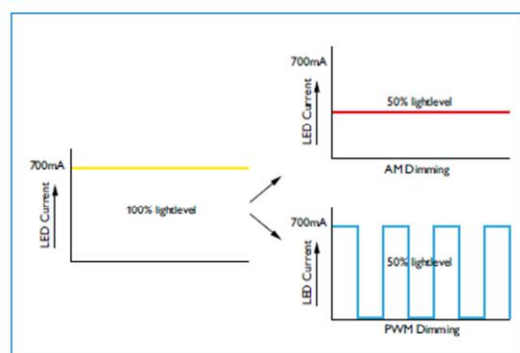 700mA
LED Current
100% lightlevel
700mA
LED Current
50% lightlevel
AM Dimming
700mA
LED Current
50% lightlevel
PWM Dimming